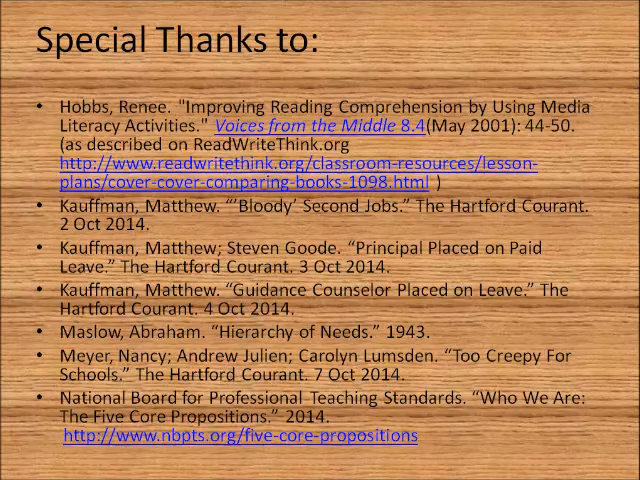 Special Thanks to:
• Hobbs, Renee. "Improving Reading Comprehension by Using Media
Literacy Activities." Voices from the Middle 8.4(May 2001): 44-50.
(as described on ReadWriteThink.org
http://www.readwritethink.org/classroom-resources/lesson-
plans/cover-cover-comparing-books-1098.html )
• Kauffman, Matthew. “‘Bloody’ Second Jobs.” The Hartford Courant.
2 Oct 2014.
• Kauffman, Matthew; Steven Goode. “Principal Placed on Paid
Leave.” The Hartford Courant. 3 Oct 2014.
• Kauffman, Matthew. “Guidance Counselor Placed on Leave.” The
Hartford Courant. 4 Oct 2014.
• Maslow, Abraham. “Hierarchy of Needs.” 1943.
• Meyer, Nancy; Andrew Julien; Carolyn Lumsden. “Too Creepy For
Schools.” The Hartford Courant. 7 Oct 2014.
• National Board for Professional Teaching Standards. “Who We Are:
The Five Core Propositions.” 2014.
http://www.nbpts.org/five-core-propositions